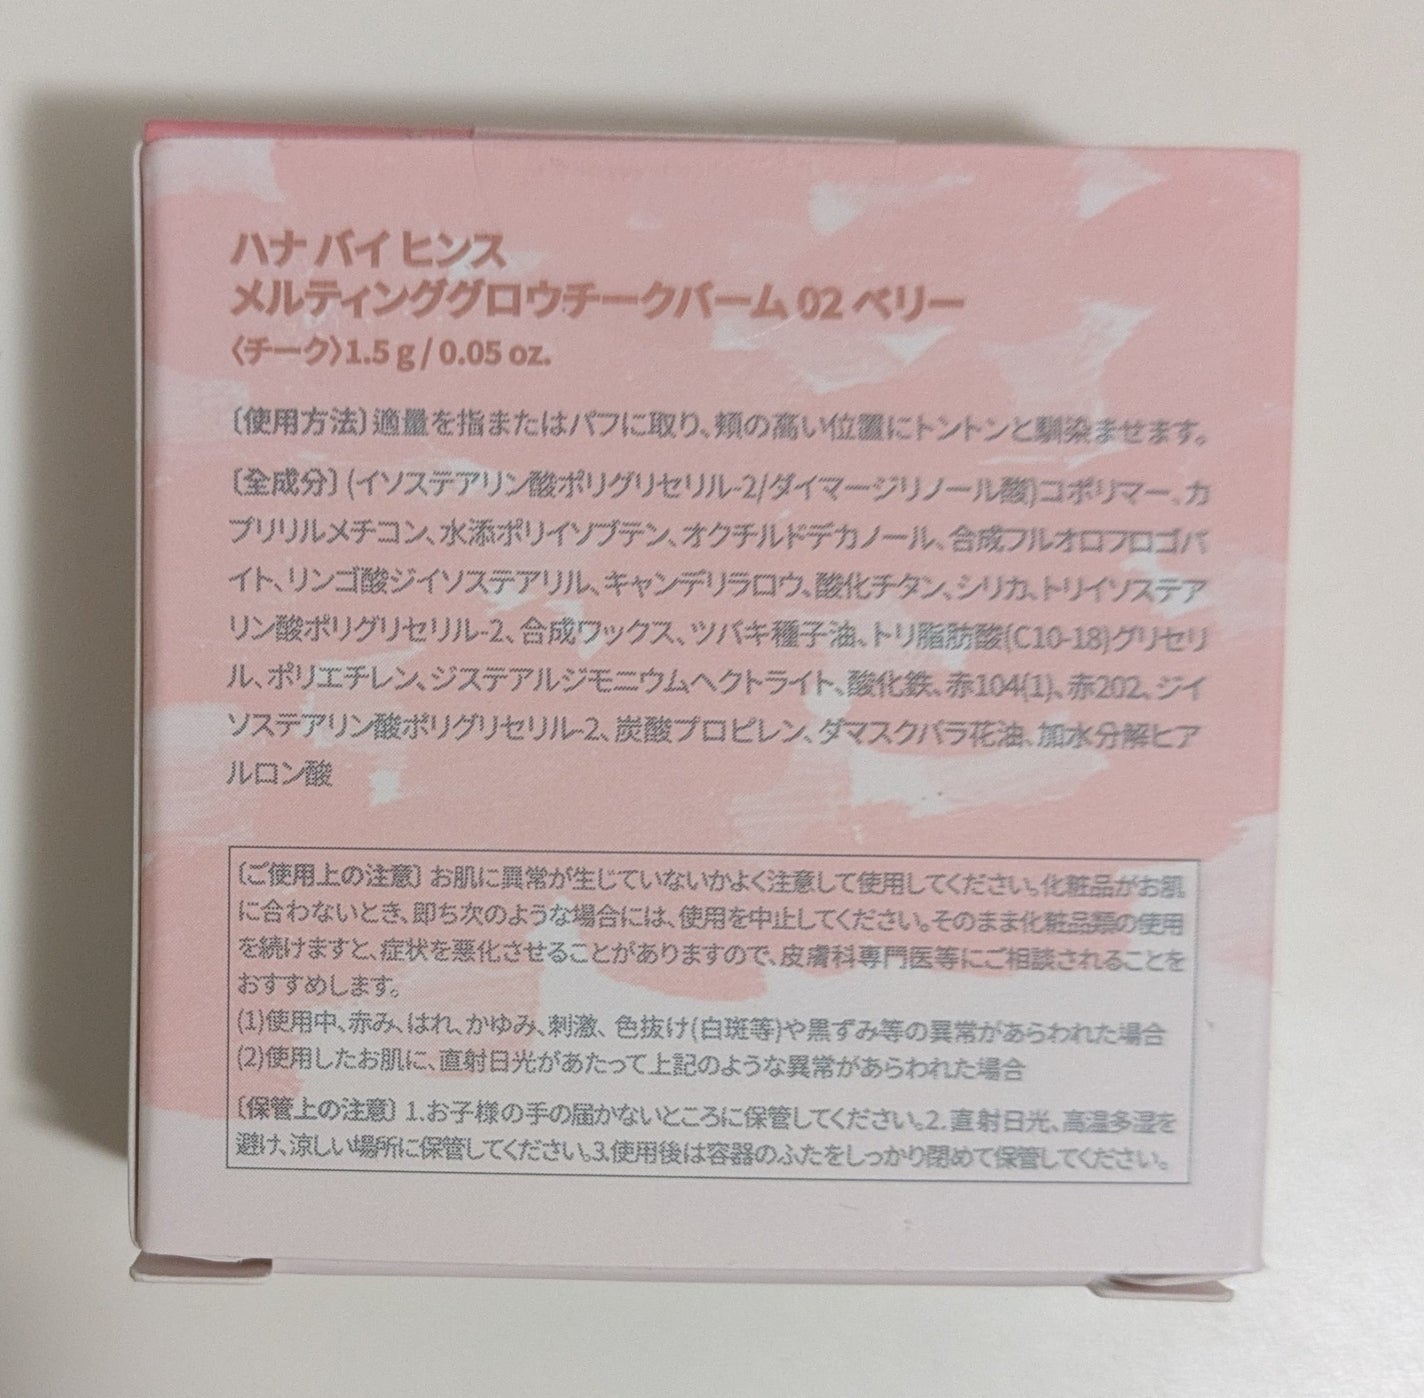 ハナ バイ ヒンス
メルティンググロウチークバーム 02 ベリー
〈チーク〉1.5 g / 0.05 oz.
〔使用方法〕適量を指またはパフに取り、頬の高い位置にトントンと馴染ませます。
〔全成分〕(イソステアリン酸ポリグリセリル-2/ダイマージリノール酸)コポリマー、カ
プリリルメチコン、水添ポリイソブテン、オクチルドデカノール、合成フルオロフロゴパ
イト、リンゴ酸ジイソステアリル、キャンデリラロウ、酸化チタン、シリカ、トリイソステア
リン酸ポリグリセリル-2、合成ワックス、ツバキ種子油、トリ脂肪酸(C10-18)グリセリ
ル、ポリエチレン、ジステアルジモニウムヘクトライト、酸化鉄、赤104(1)、赤202、ジイ
ソステアリン酸ポリグリセリル-2、炭酸プロピレン、ダマスクバラ花油、加水分解ヒア
ルロン酸
〔ご使用上の注意〕お肌に異常が生じていないかよく注意して使用してください。化粧品がお肌
に合わないとき、即ち次のような場合には、使用を中止してください。そのまま化粧品類の使用
を続けますと、症状を悪化させることがありますので、皮膚科専門医等にご相談されることを
おすすめします。
(1)使用中、赤み、はれ、かゆみ、刺激、色抜け(白斑等)や黒ずみ等の異常があらわれた場合
(2)使用したお肌に、直射日光があたって上記のような異常があらわれた場合
〔保管上の注意〕1.お子様の手の届かないところに保管してください。2. 直射日光、高温多湿を
避け、涼しい場所に保管してください。3.使用後は容器のふたをしっかり閉めて保管してください。